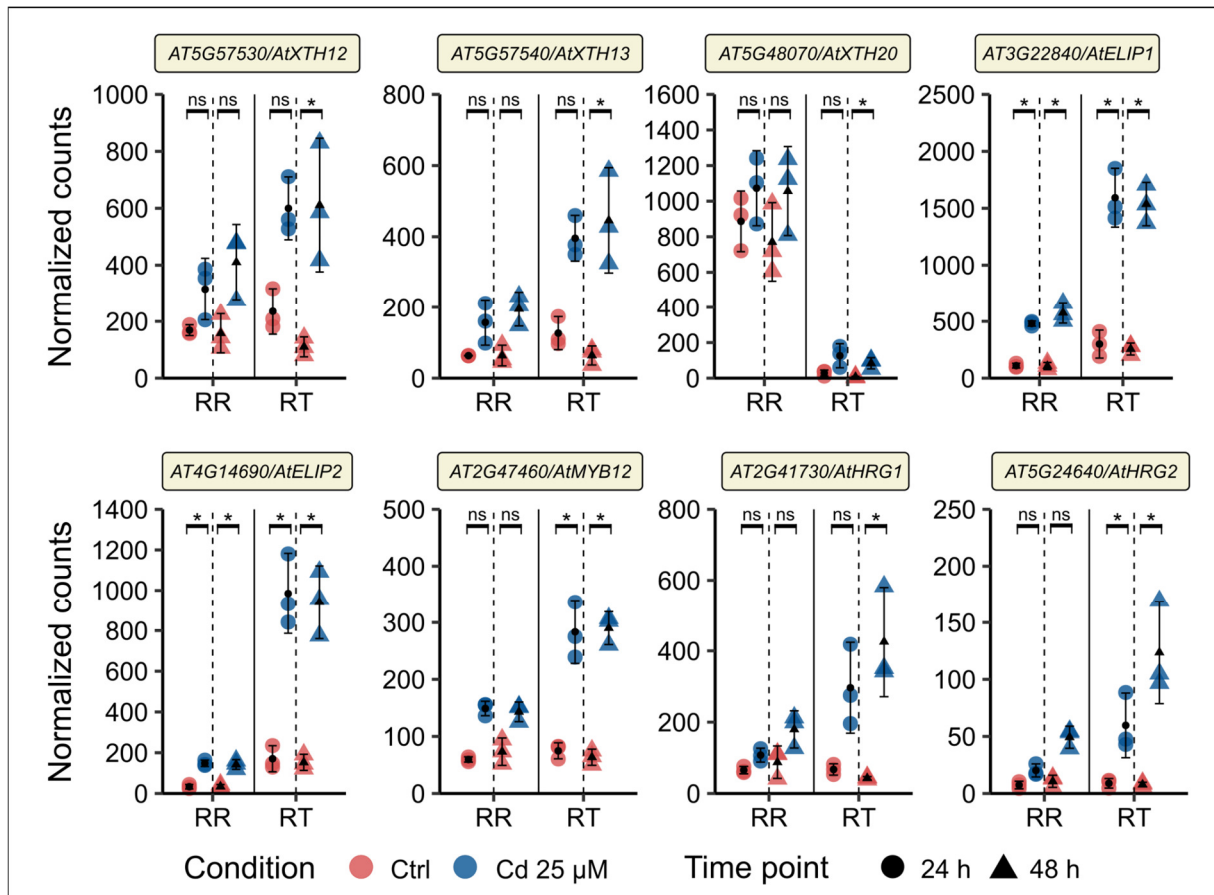 AT5G57530/AtXTH12
AT5G57540/AtXTH13
AT5G48070/AtXTH20
AT3G22840/AtELIP1
Normalized counts
1000
800
600
400
200
0
ns ns ns *
RR RT
800
600
400
200
0
ns ns ns *
RR RT
1600
1400
1200
1000
800
600
400
200
0
ns ns ns *
RR RT
2500
2000
1500
1000
500
0
* * * *
RR RT
AT4G14690/AtELIP2
AT2G47460/AtMYB12
AT2G41730/AtHRG1
AT5G24640/AtHRG2
Normalized counts
1400
1200
1000
800
600
400
200
0
* * * *
RR RT
500
400
300
200
100
0
ns ns * *
RR RT
800
600
400
200
0
ns ns ns *
RR RT
250
200
150
100
50
0
ns ns * *
RR RT
Condition Ctrl Cd 25 µM Time point 24 h 48 h